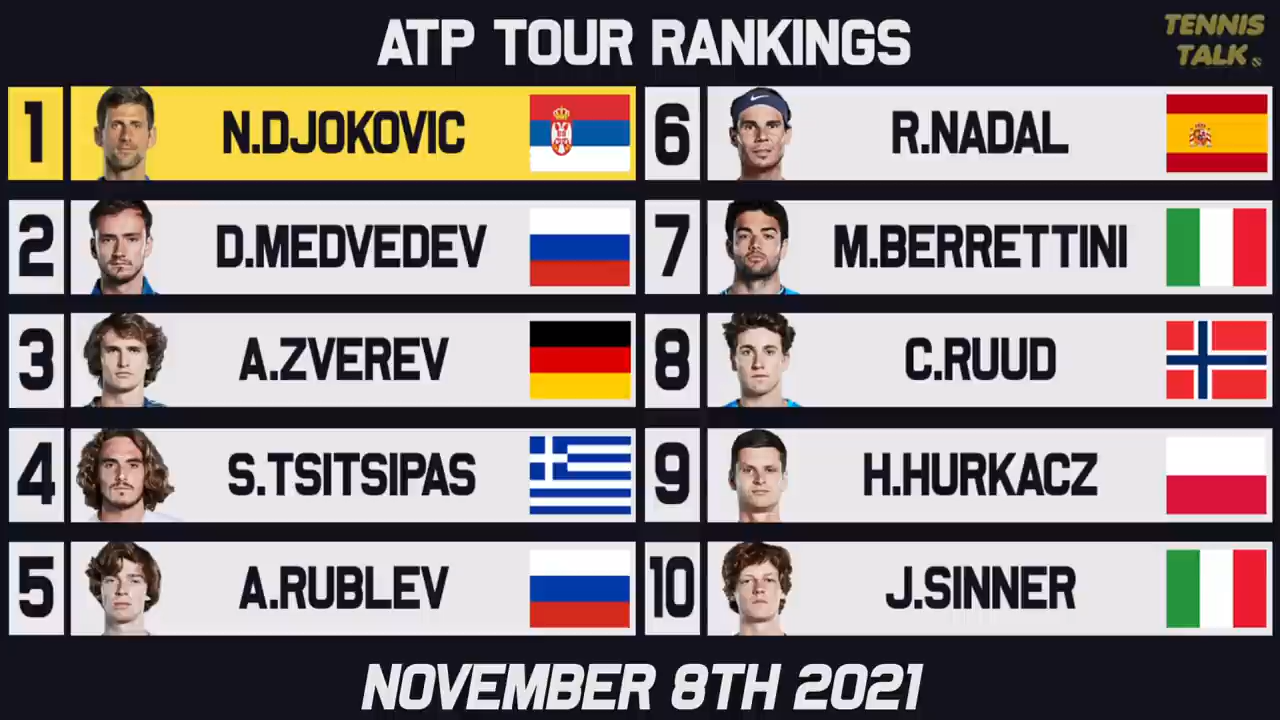 ATP TOUR RANKINGS
TENNIS
TALK
1 N.DJOKOVIC
2 D.MEDVEDEV
3 A.ZVEREV
4 S.TSITSIPAS
5 A.RUBLEV
6 R.NADAL
7 M.BERRETTINI
8 C.RUUD
9 H.HURKACZ
10 J.SINNER
NOVEMBER 8TH 2021